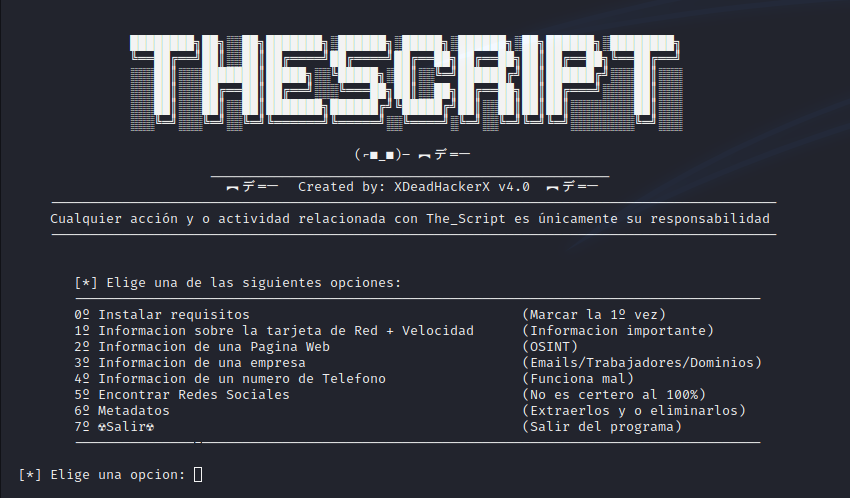 THESCRIPT
(⌐■_■)— ︻デ═一
︻デ═一 Created by: XDeadHackerX v4.0 ︻デ═一
Cualquier acción y o actividad relacionada con The_Script es únicamente su responsabilidad
[*] Elige una de las siguientes opciones:
0º Instalar requisitos (Marcar la 1º vez)
1º Informacion sobre la tarjeta de Red + Velocidad (Informacion importante)
2º Informacion de una Pagina Web (OSINT)
3º Informacion de una empresa (Emails/Trabajadores/Dominios)
4º Informacion de un numero de Telefono (Funciona mal)
5º Encontrar Redes Sociales (No es certero al 100%)
6º Metadatos (Extraerlos y o eliminarlos)
7º ☢Salir☢ (Salir del programa)
[*] Elige una opcion: